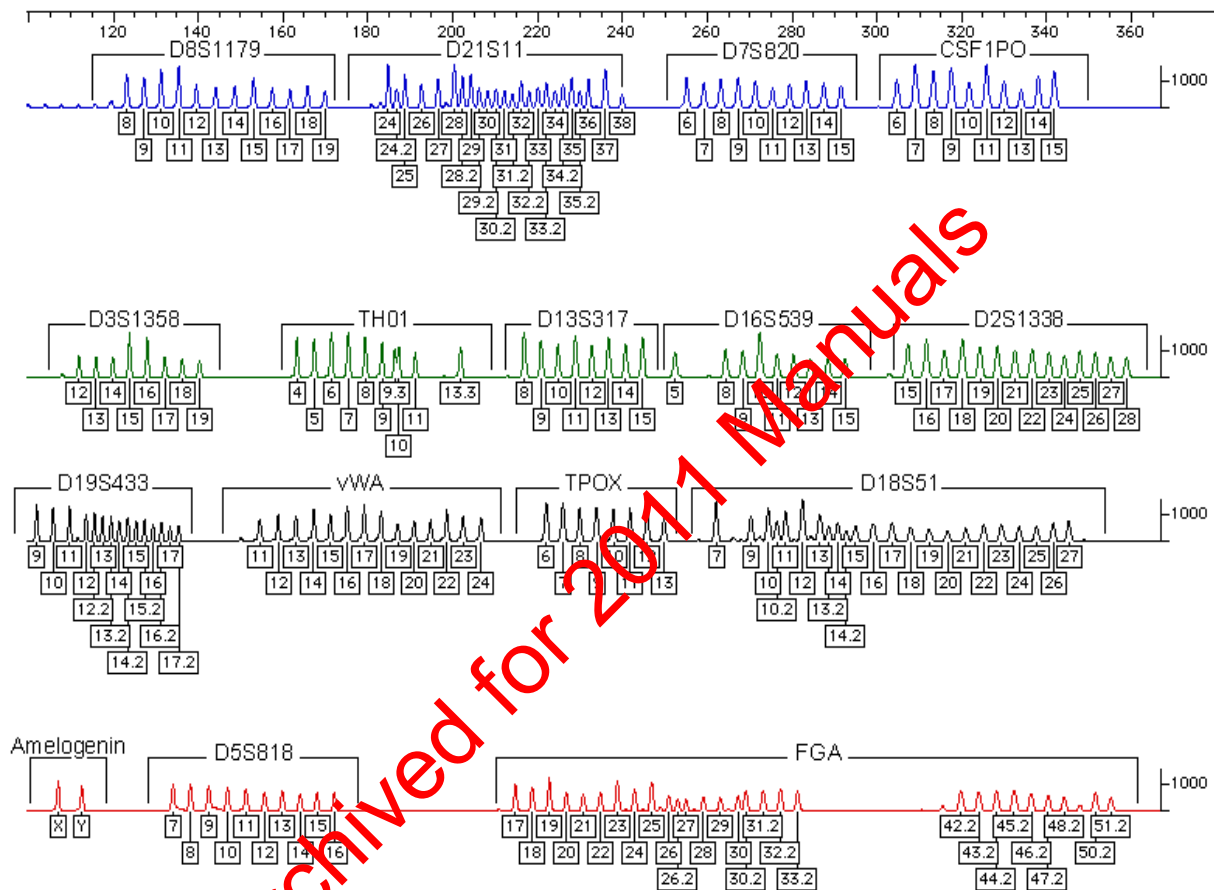 120 140 160 180 200 220 240 260 280 300 320 340 360
D8S1179 D21S11 D7S820 CSF1PO
1000
8 10 12 14 16 18 24 26 28 30 32 34 36 38 6 8 10 12 14 6 8 10 12 14
9 11 13 15 17 19 24.2 27 29 31 33 35 37 7 9 11 13 15 7 9 11 13 15
25 28.2 31.2 34.2
29.2 32.2 35.2
30.2 33.2
D3S1358 TH01 D13S317 D16S539 D2S1338
1000
12 14 16 18 4 6 8 9.3 11 13.3 8 10 12 14 5 8 12 14 15 17 19 21 23 25 27
13 15 17 19 5 7 9 9 11 13 15 9 11 13 15 16 18 20 22 24 26 28
10
D19S433 vWA TPOX D18S51
1000
9 11 13 15 17 11 13 15 17 19 21 23 6 8 7 9 11 13 15 17 19 21 23 25 27
10 12 14 16 12 14 16 18 20 22 24 11 13 10 12 14 16 18 20 22 24 26
12.2 15.2 10.2 13.2
13.2 16.2 14.2
14.2 17.2
Amelogenin D5S818 FGA
1000
X Y 7 9 11 13 15 17 19 21 23 25 27 29 31.2 42.2 45.2 48.2 51.2
8 10 12 14 16 18 20 22 24 26 28 30 32.2 43.2 46.2 50.2
26.2 30.2 33.2 44.2 47.2
Archived for 2011 Manuals